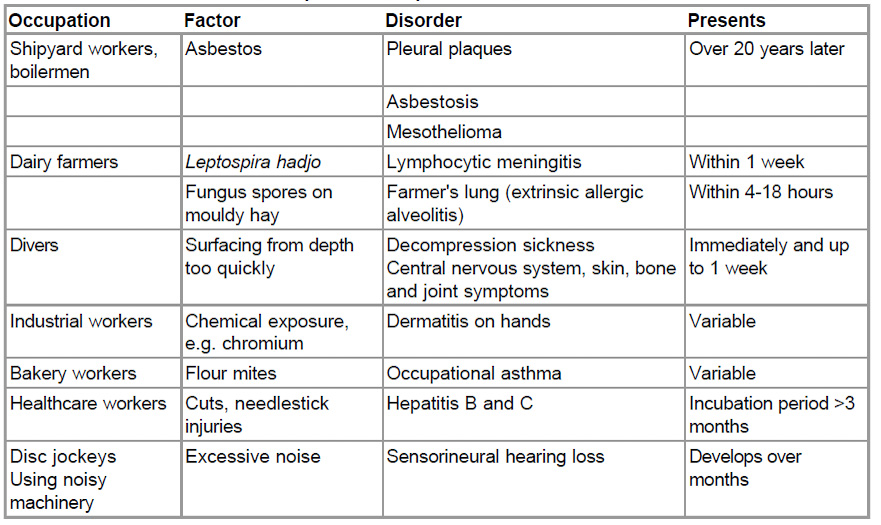 Occupation Factor Disorder Presents
Shipyard workers, Asbestos Pleural plaques Over 20 years later
boilermen
Asbestosis
Mesothelioma
Dairy farmers Leptospira hadjo Lymphocytic meningitis Within 1 week
Fungus spores on Farmer's lung (extrinsic allergic Within 4-18 hours
mouldy hay alveolitis)
Divers Surfacing from depth Decompression sickness Immediately and up
too quickly Central nervous system, skin, bone to 1 week
and joint symptoms
Industrial workers Chemical exposure, Dermatitis on hands Variable
e.g. chromium
Bakery workers Flour mites Occupational asthma Variable
Healthcare workers Cuts, needlestick Hepatitis B and C Incubation period >3
injuries months
Disc jockeys Excessive noise Sensorineural hearing loss Develops over
Using noisy months
machinery